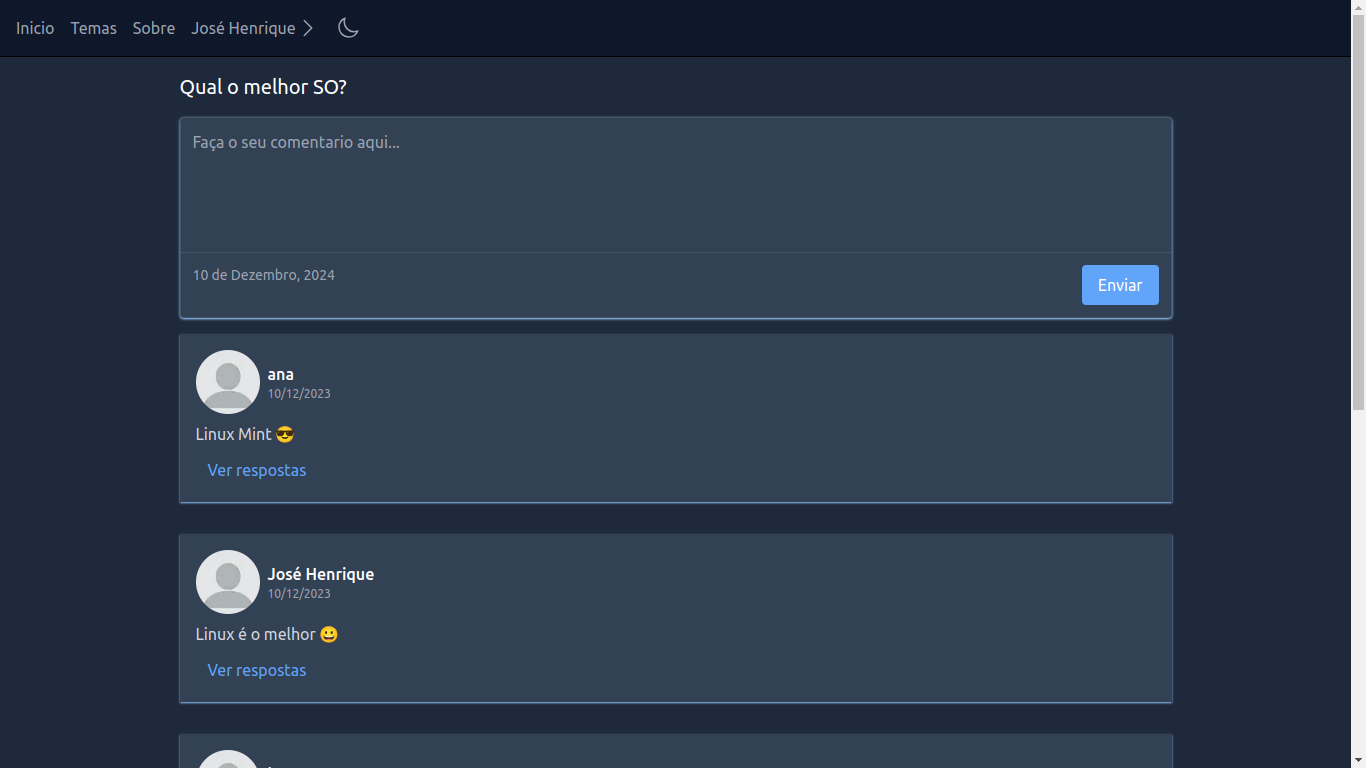 Inicio Temas Sobre José Henrique
Qual o melhor SO?
Faça o seu comentario aqui...
10 de Dezembro, 2024
Enviar
ana
10/12/2023
Linux Mint 😎
Ver respostas
José Henrique
10/12/2023
Linux é o melhor 😀
Ver respostas